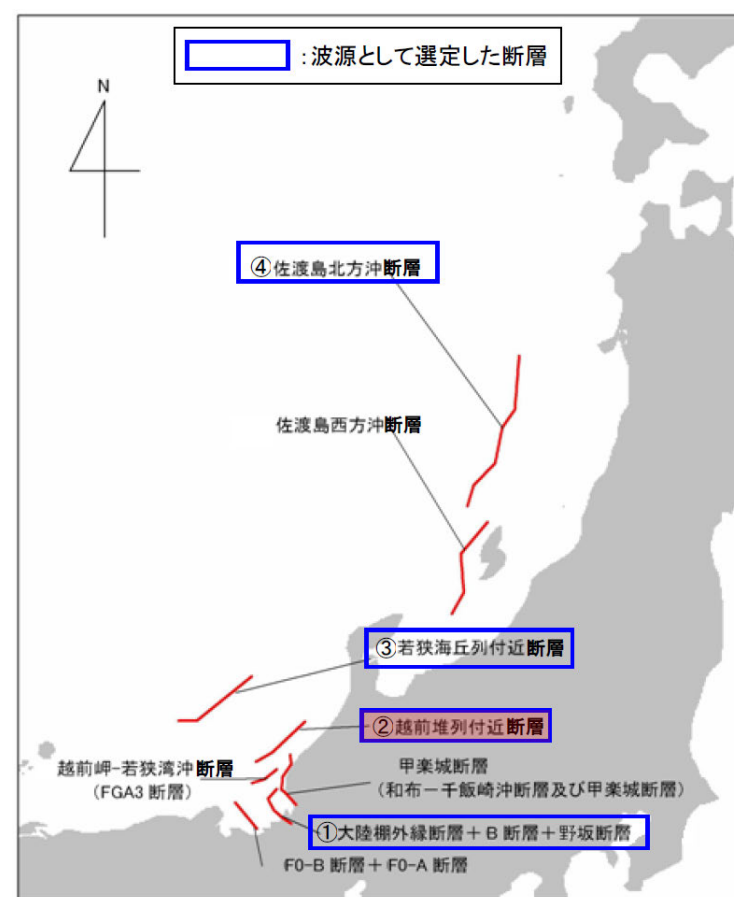 ：波源として選定した断層
N
④佐渡島北方沖断層
佐渡島西方沖断層
③若狭海丘列付近断層
②越前堆列付近断層
越前岬−若狭湾沖断層
（FGA3 断層）
甲楽城断層
（和布−干飯崎沖断層及び甲楽城断層）
①大陸棚外縁断層＋B 断層＋野坂断層
F0-B 断層＋F0-A 断層